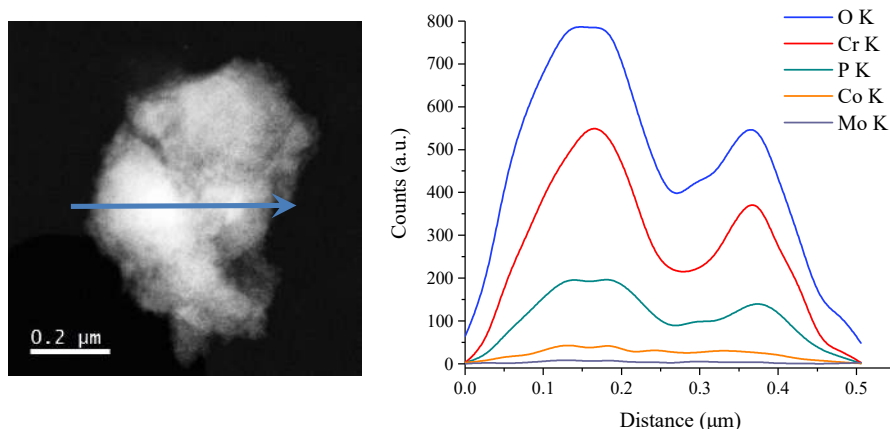 0.2 μm
800
700
600
500
400
300
200
100
0
Counts (a.u.)
0.0
0.1
0.2
0.3
0.4
0.5
Distance (μm)
O K
Cr K
P K
Co K
Mo K